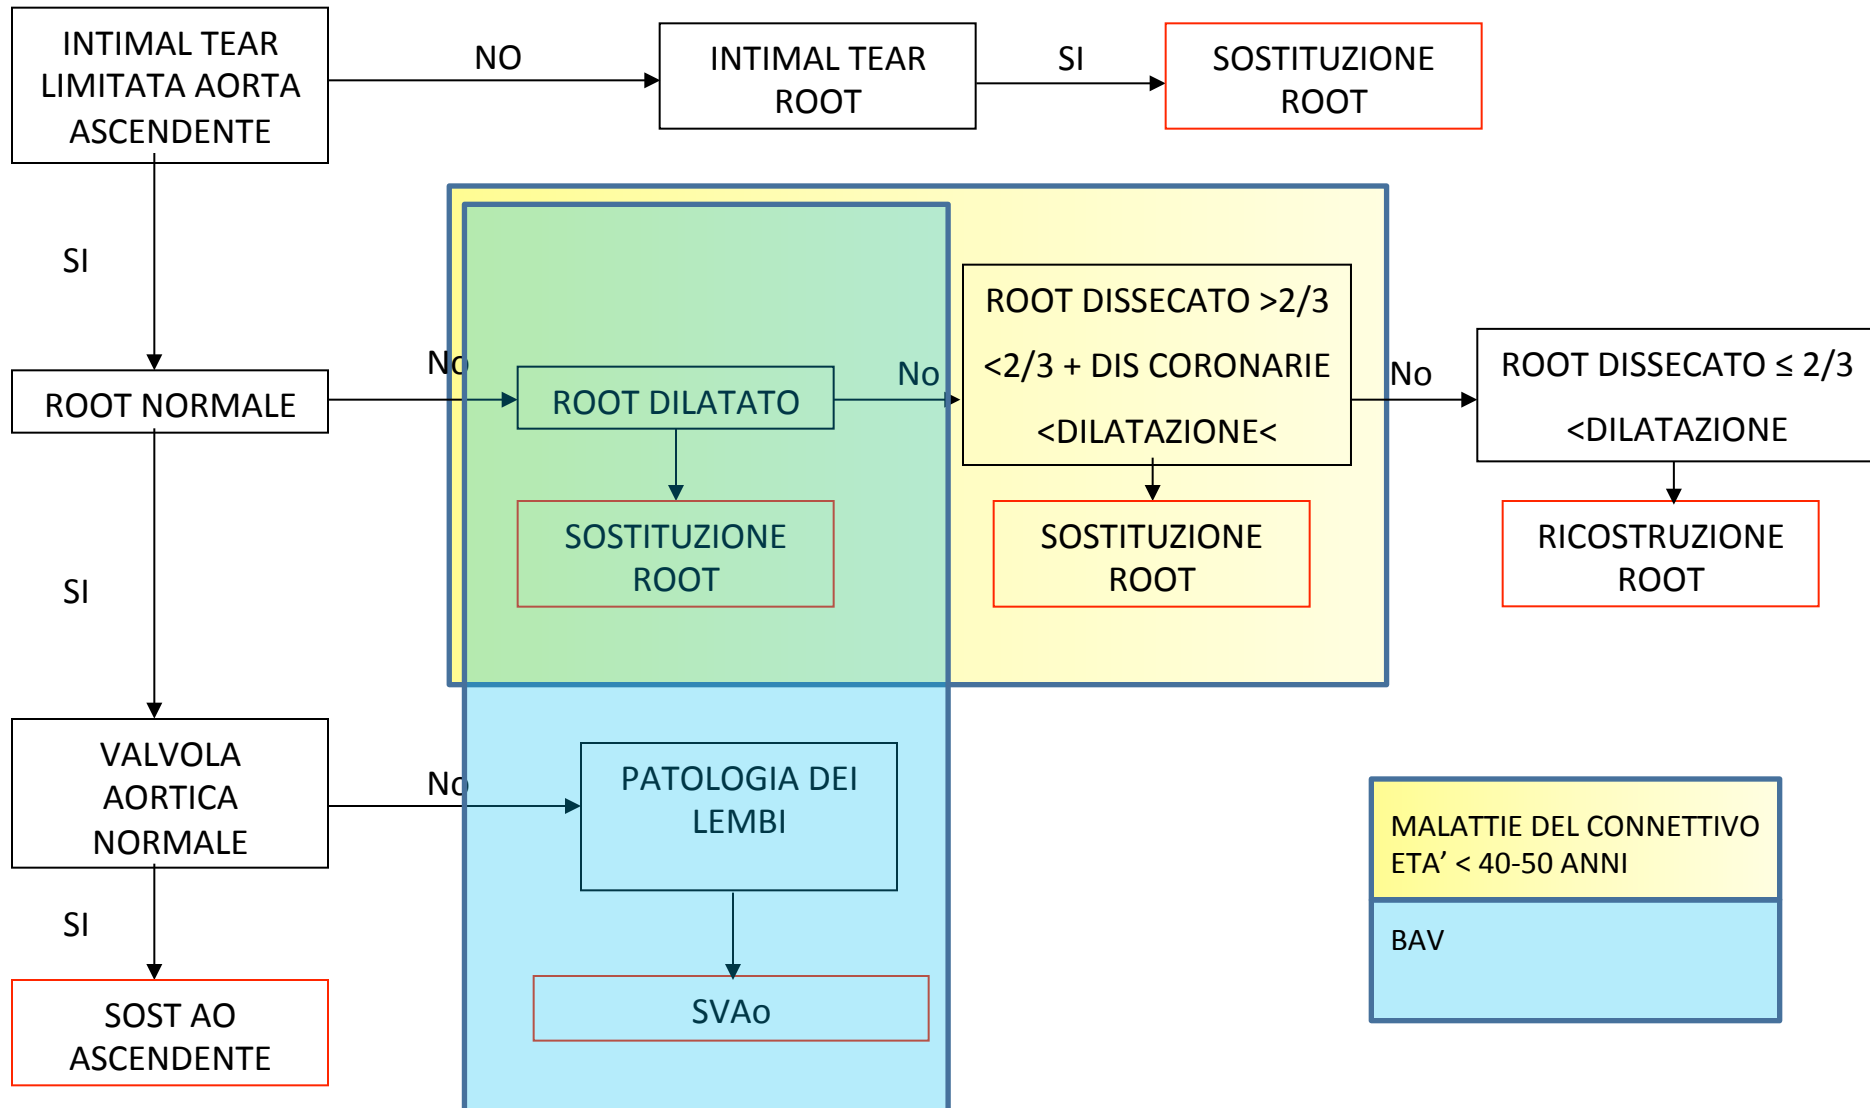 INTIMAL TEAR
LIMITATA AORTA
ASCENDENTE
NO
INTIMAL TEAR
ROOT
SI
SOSTITUZIONE
ROOT
SI
ROOT NORMALE
No
ROOT DILATATO
No
ROOT DISSECATO >2/3
<2/3 + DIS CORONARIE
<DILATAZIONE<
No
ROOT DISSECATO ≤ 2/3
<DILATAZIONE
SOSTITUZIONE
ROOT
SOSTITUZIONE
ROOT
RICOSTRUZIONE
ROOT
SI
VALVOLA
AORTICA
NORMALE
No
PATOLOGIA DEI
LEMBI
SI
SOST AO
ASCENDENTE
SVAo
MALATTIE DEL CONNETTIVO
ETA’ < 40-50 ANNI
BAV